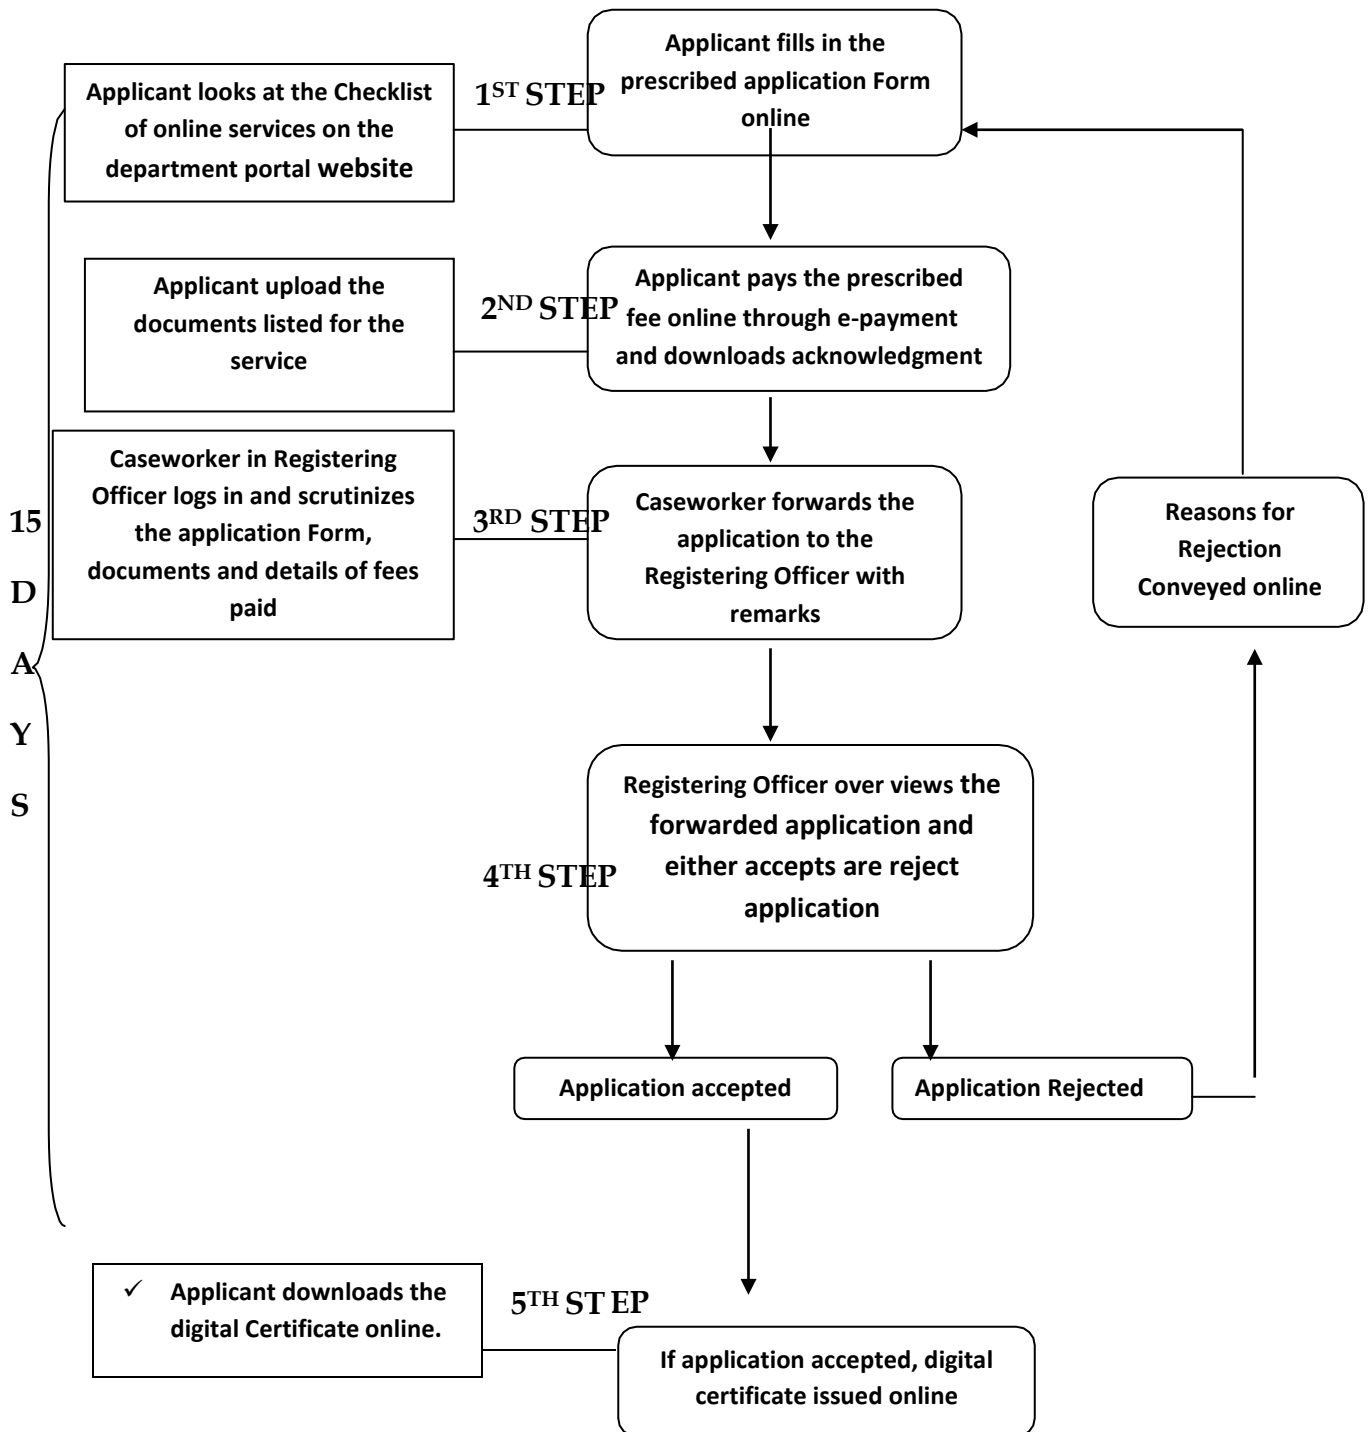 Applicant fills in the
prescribed application Form
online
1ST STEP
Applicant looks at the Checklist
of online services on the
department portal website
Applicant pays the prescribed
fee online through e-payment
and downloads acknowledgment
2ND STEP
Applicant upload the
documents listed for the
service
Caseworker in Registering
Officer logs in and scrutinizes
the application Form,
documents and details of fees
paid
3RD STEP
Caseworker forwards the
application to the
Registering Officer with
remarks
Reasons for
Rejection
Conveyed online
15
D
A
Y
S
Registering Officer over views the
forwarded application and
either accepts are reject
application
4TH STEP
Application accepted
Application Rejected
✓ Applicant downloads the
digital Certificate online.
5TH ST EP
If application accepted, digital
certificate issued online